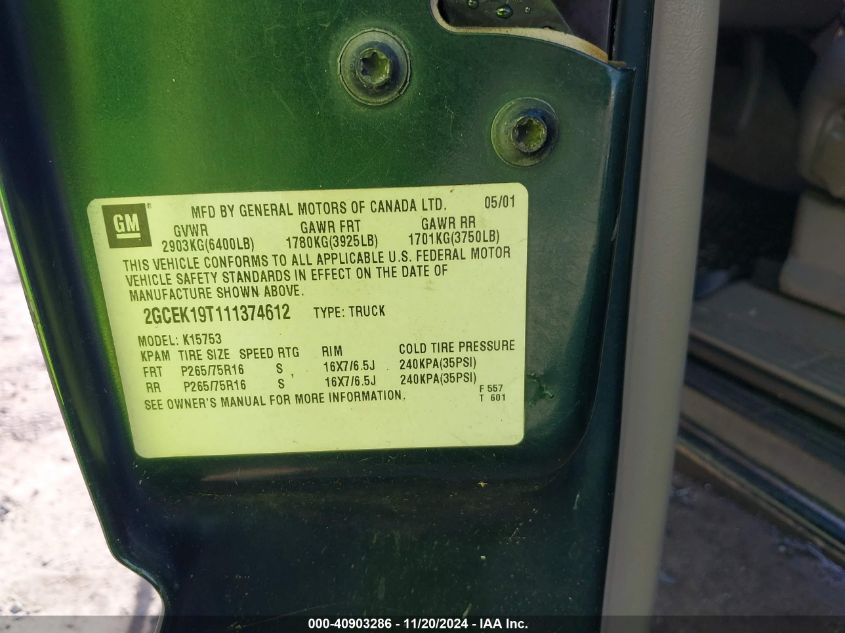 GM
MFD BY GENERAL MOTORS OF CANADA LTD. 05/01
GVWR GAWR FRT GAWR RR
2903KG(6400LB) 1780KG(3925LB) 1701KG(3750LB)
THIS VEHICLE CONFORMS TO ALL APPLICABLE U.S. FEDERAL MOTOR
VEHICLE SAFETY STANDARDS IN EFFECT ON THE DATE OF
MANUFACTURE SHOWN ABOVE.
2GCEK19T111374612 TYPE: TRUCK
MODEL: K15753
KPAM TIRE SIZE SPEED RTG RIM COLD TIRE PRESSURE
FRT P265/75R16 S 16X7/6.5J 240KPA(35PSI)
RR P265/75R16 S 16X7/6.5J 240KPA(35PSI)
SEE OWNER'S MANUAL FOR MORE INFORMATION.
F 557
T 601
000-40903286 - 11/20/2024 - IAA Inc.